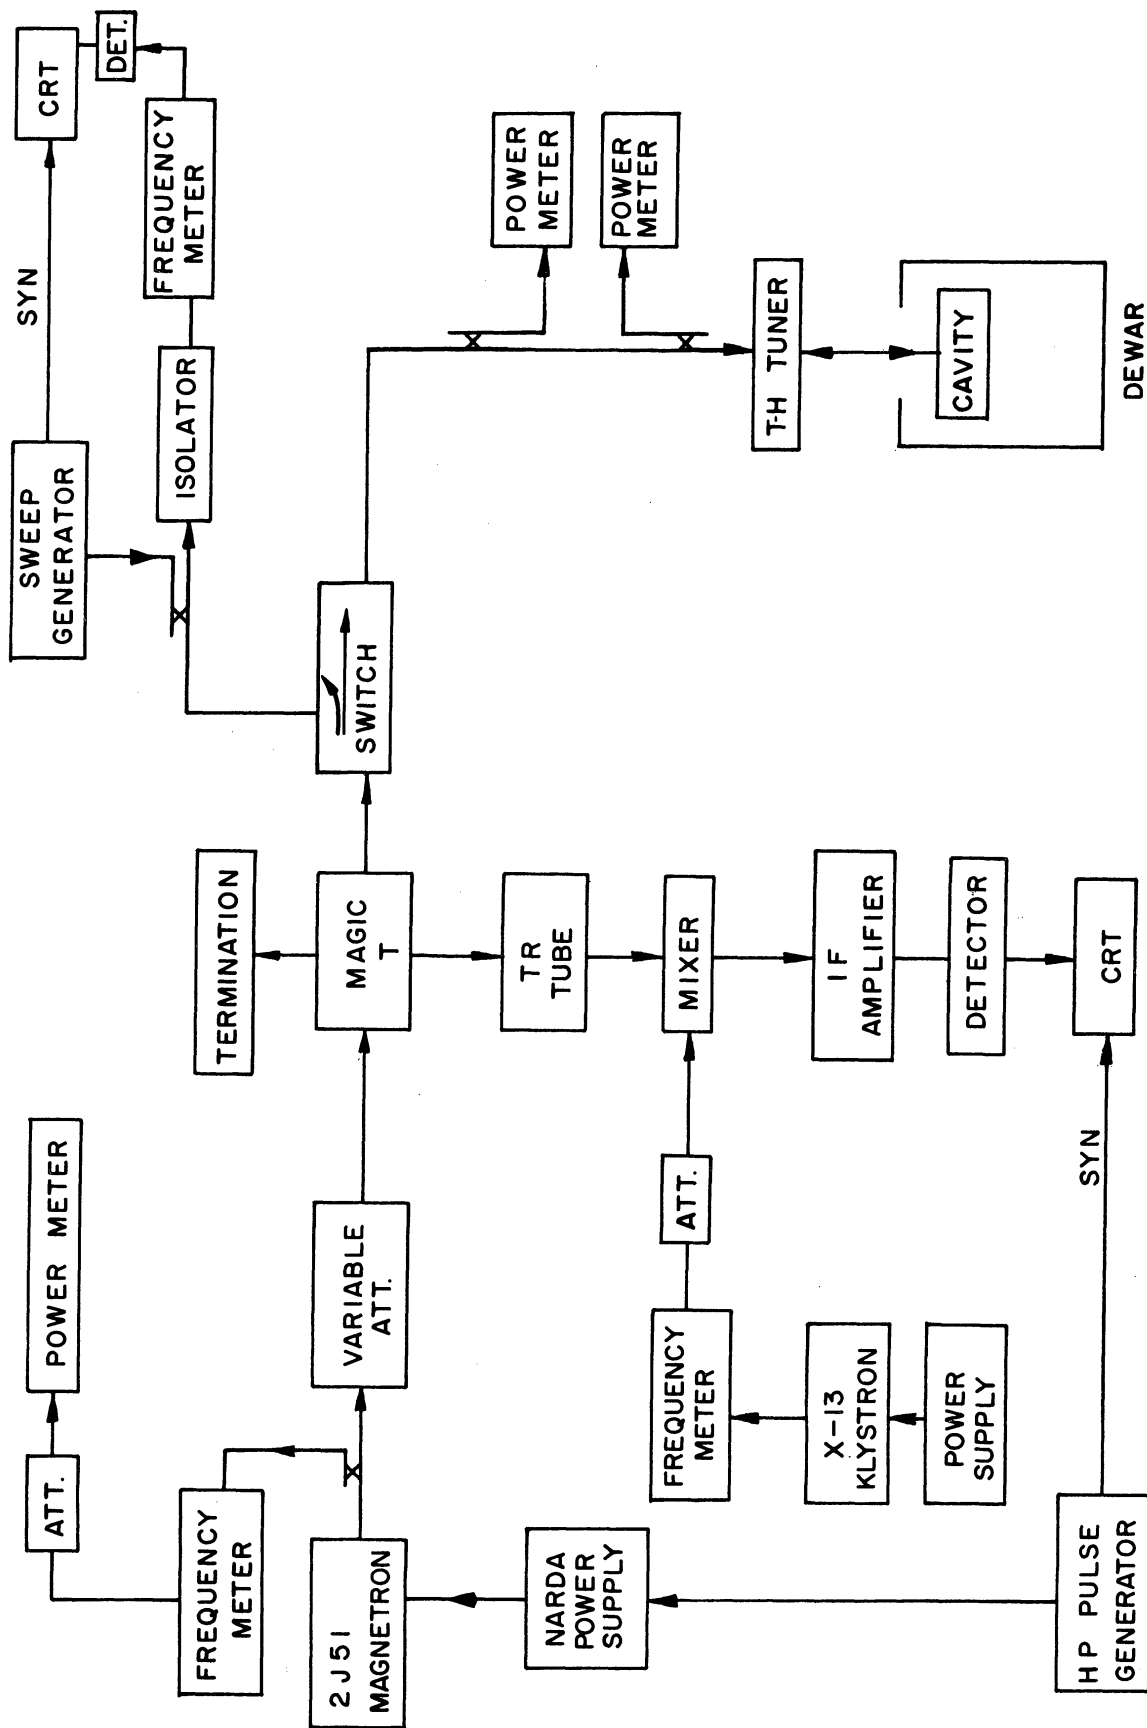 ATT.
POWER METER
SWEEP
GENERATOR
SYN
CRT
DET.
FREQUENCY
METER
TERMINATION
ISOLATOR
FREQUENCY
METER
2J51
MAGNETRON
VARIABLE
ATT.
MAGIC
T
SWITCH
NARDA
POWER
SUPPLY
TR
TUBE
POWER
METER
FREQUENCY
METER
ATT.
MIXER
POWER
METER
X-13
KLYSTRON
IF
AMPLIFIER
T-H TUNER
POWER
SUPPLY
DETECTOR
CAVITY
HP PULSE
GENERATOR
SYN
CRT
DEWAR